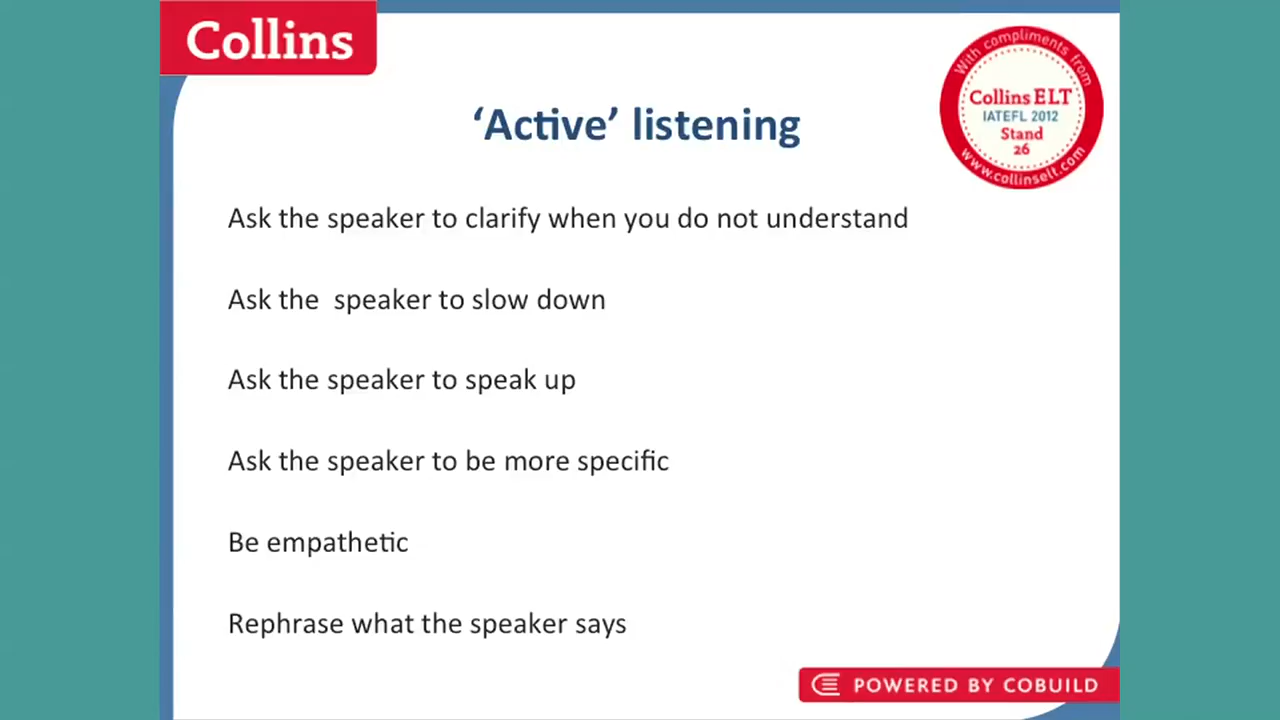 Collins
With compliments from
Collins ELT
IATEFL 2012
Stand
26
www.collinselt.com
‘Active’ listening
Ask the speaker to clarify when you do not understand
Ask the  speaker to slow down
Ask the speaker to speak up
Ask the speaker to be more specific
Be empathetic
Rephrase what the speaker says
POWERED BY COBUILD